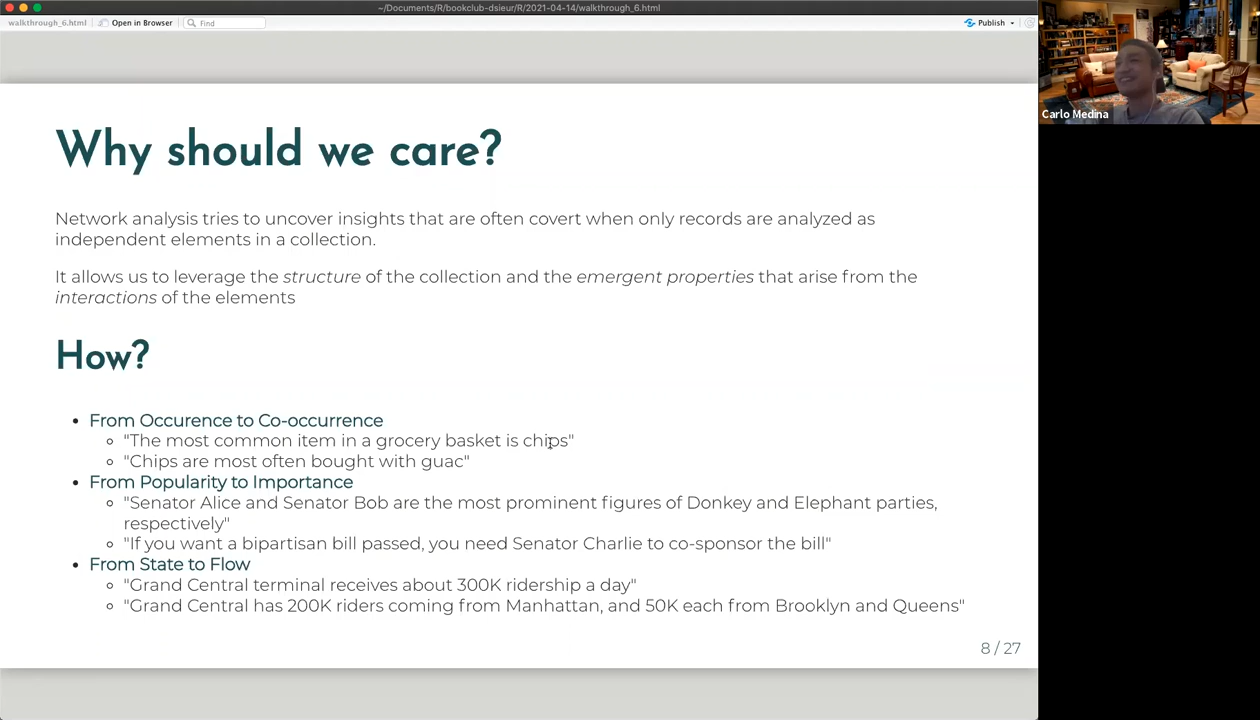 ~/Documents/R/bookclub-dsieur/R/2021-04-14/walkthrough_6.html
walkthrough_6.html
Open in Browser
Find
Publish
Carlo Medina
Why should we care?
Network analysis tries to uncover insights that are often covert when only records are analyzed as
independent elements in a collection.
It allows us to leverage the structure of the collection and the emergent properties that arise from the
interactions of the elements
How?
• From Occurence to Co-occurrence
○ "The most common item in a grocery basket is chips"
○ "Chips are most often bought with guac"
• From Popularity to Importance
○ "Senator Alice and Senator Bob are the most prominent figures of Donkey and Elephant parties,
respectively"
○ "If you want a bipartisan bill passed, you need Senator Charlie to co-sponsor the bill"
• From State to Flow
○ "Grand Central terminal receives about 300K ridership a day"
○ "Grand Central has 200K riders coming from Manhattan, and 50K each from Brooklyn and Queens"
8 / 27